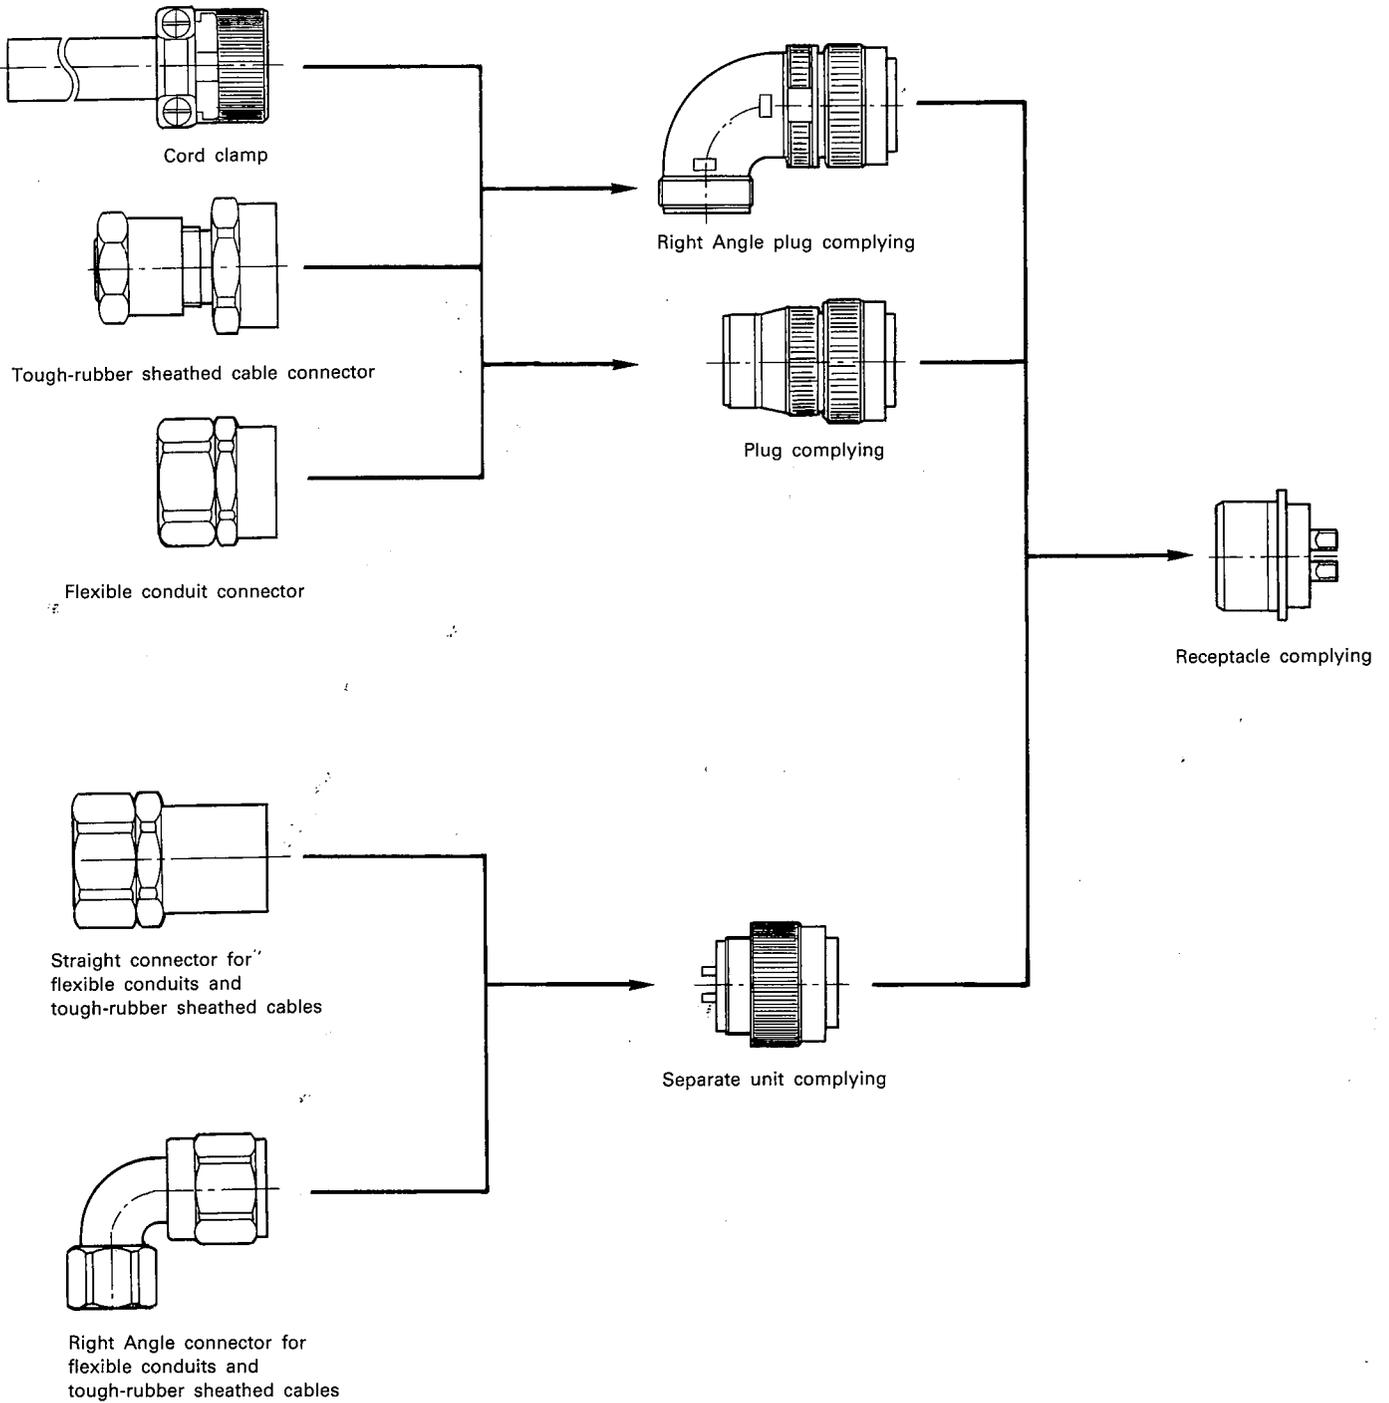 Cord clamp
Right Angle plug complying
Tough-rubber sheathed cable connector
Plug complying
Flexible conduit connector
Receptacle complying
Straight connector for
flexible conduits and
tough-rubber sheathed cables
Separate unit complying
Right Angle connector for
flexible conduits and
tough-rubber sheathed cables